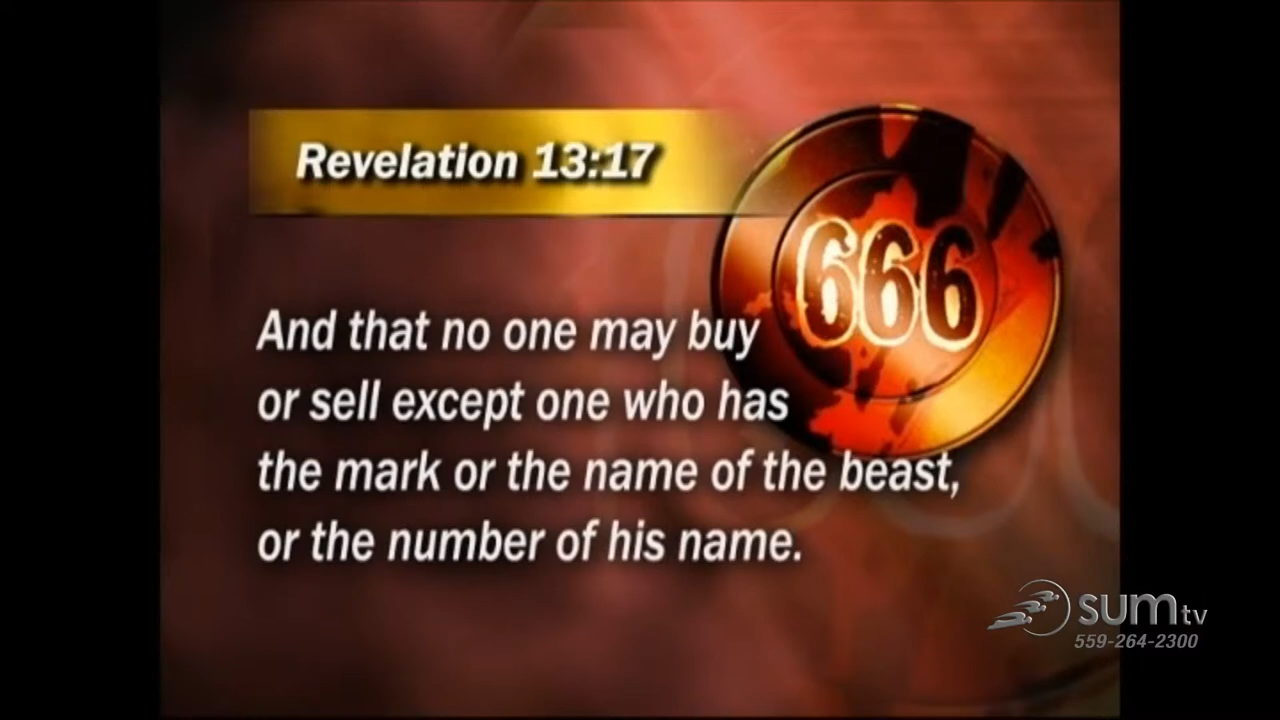 Revelation 13:17
666
And that no one may buy
or sell except one who has
the mark or the name of the beast,
or the number of his name.
sumtv
559-264-2300